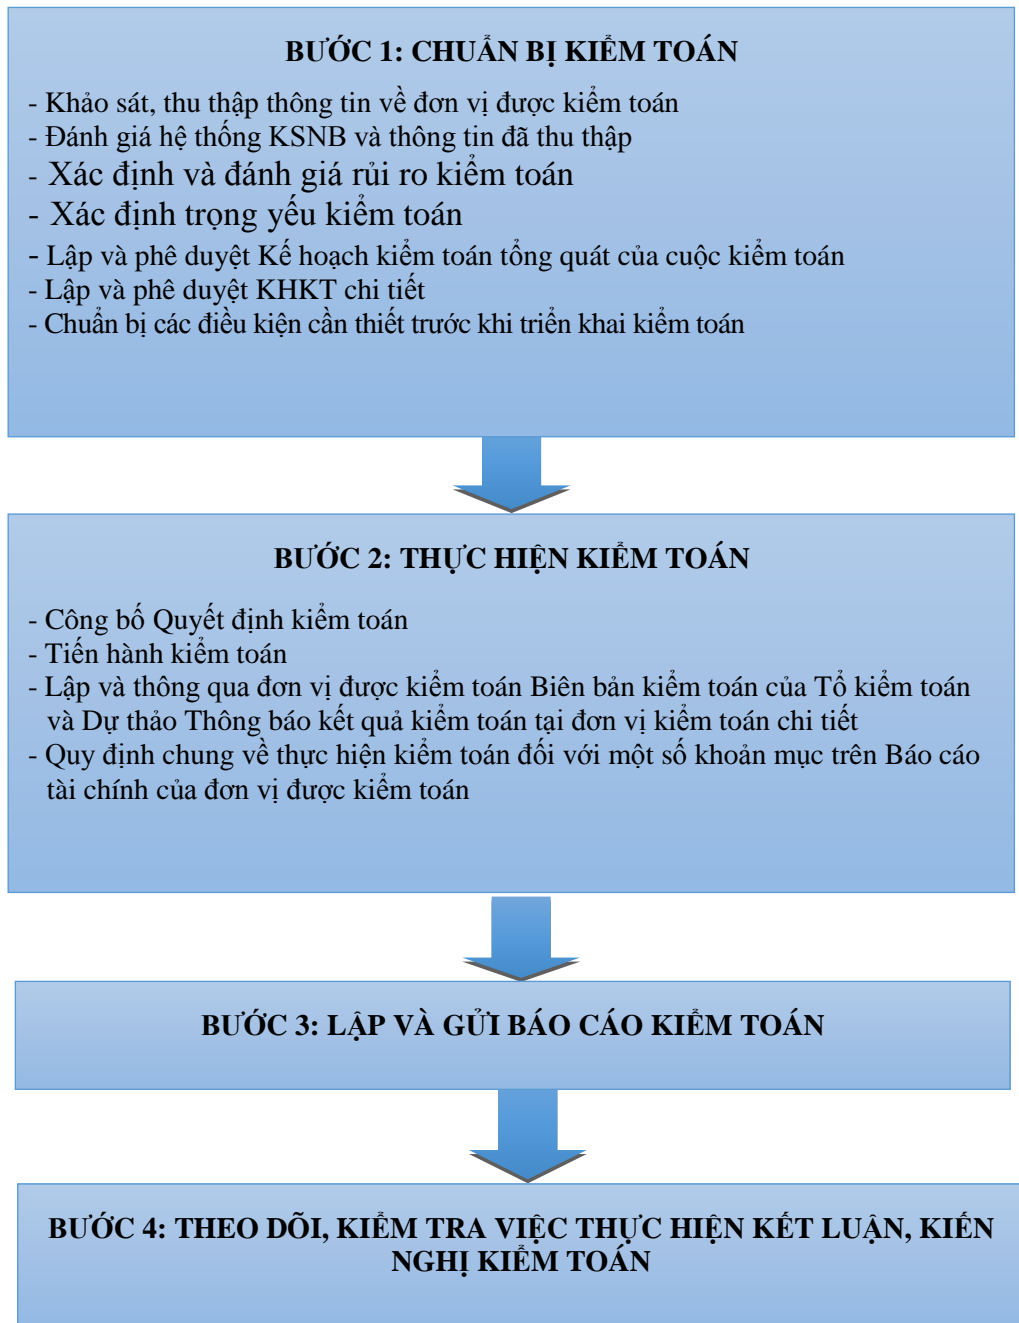 BƯỚC 1: CHUẨN BỊ KIỂM TOÁN
- Khảo sát, thu thập thông tin về đơn vị được kiểm toán
- Đánh giá hệ thống KSNB và thông tin đã thu thập
- Xác định và đánh giá rủi ro kiểm toán
- Xác định trọng yếu kiểm toán
- Lập và phê duyệt Kế hoạch kiểm toán tổng quát của cuộc kiểm toán
- Lập và phê duyệt KHKT chi tiết
- Chuẩn bị các điều kiện cần thiết trước khi triển khai kiểm toán
BƯỚC 2: THỰC HIỆN KIỂM TOÁN
- Công bố Quyết định kiểm toán
- Tiến hành kiểm toán
- Lập và thông qua đơn vị được kiểm toán Biên bản kiểm toán của Tổ kiểm toán
và Dự thảo Thông báo kết quả kiểm toán tại đơn vị kiểm toán chi tiết
- Quy định chung về thực hiện kiểm toán đối với một số khoản mục trên Báo cáo
tài chính của đơn vị được kiểm toán
BƯỚC 3: LẬP VÀ GỬI BÁO CÁO KIỂM TOÁN
BƯỚC 4: THEO DÕI, KIỂM TRA VIỆC THỰC HIỆN KẾT LUẬN, KIẾN
NGHỊ KIỂM TOÁN